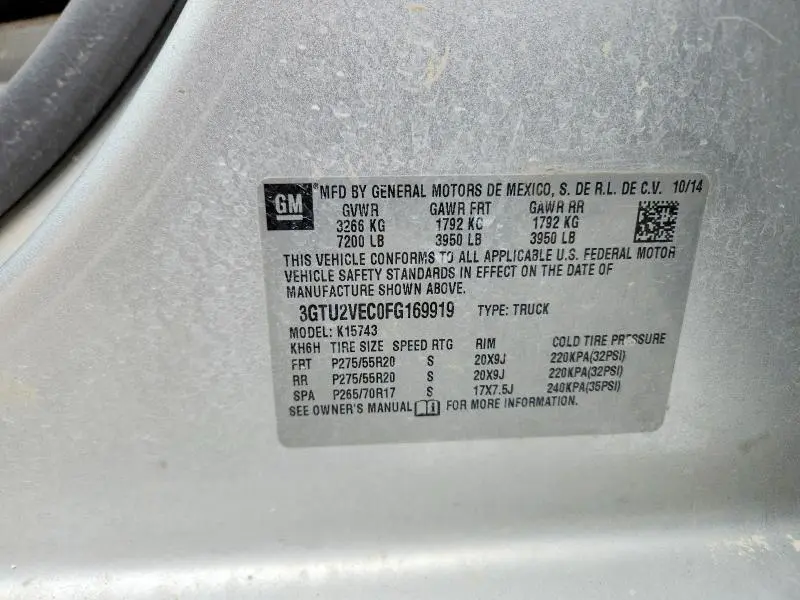 GM ® MFD BY GENERAL MOTORS DE MEXICO, S. DE R.L. DE C.V. 10/14
GVWR GAWR FRT GAWR RR
3266 KG 1792 KG 1792 KG
7200 LB 3950 LB 3950 LB
THIS VEHICLE CONFORMS TO ALL APPLICABLE U.S. FEDERAL MOTOR
VEHICLE SAFETY STANDARDS IN EFFECT ON THE DATE OF
MANUFACTURE SHOWN ABOVE.
3GTU2VEC0FG169919 TYPE: TRUCK
MODEL: K15743
KH6H TIRE SIZE SPEED RTG RIM COLD TIRE PRESSURE
FRT P275/55R20 S 20X9J 220KPA(32PSI)
RR P275/55R20 S 20X9J 220KPA(32PSI)
SPA P265/70R17 S 17X7.5J 240KPA(35PSI)
SEE OWNER'S MANUAL FOR MORE INFORMATION.